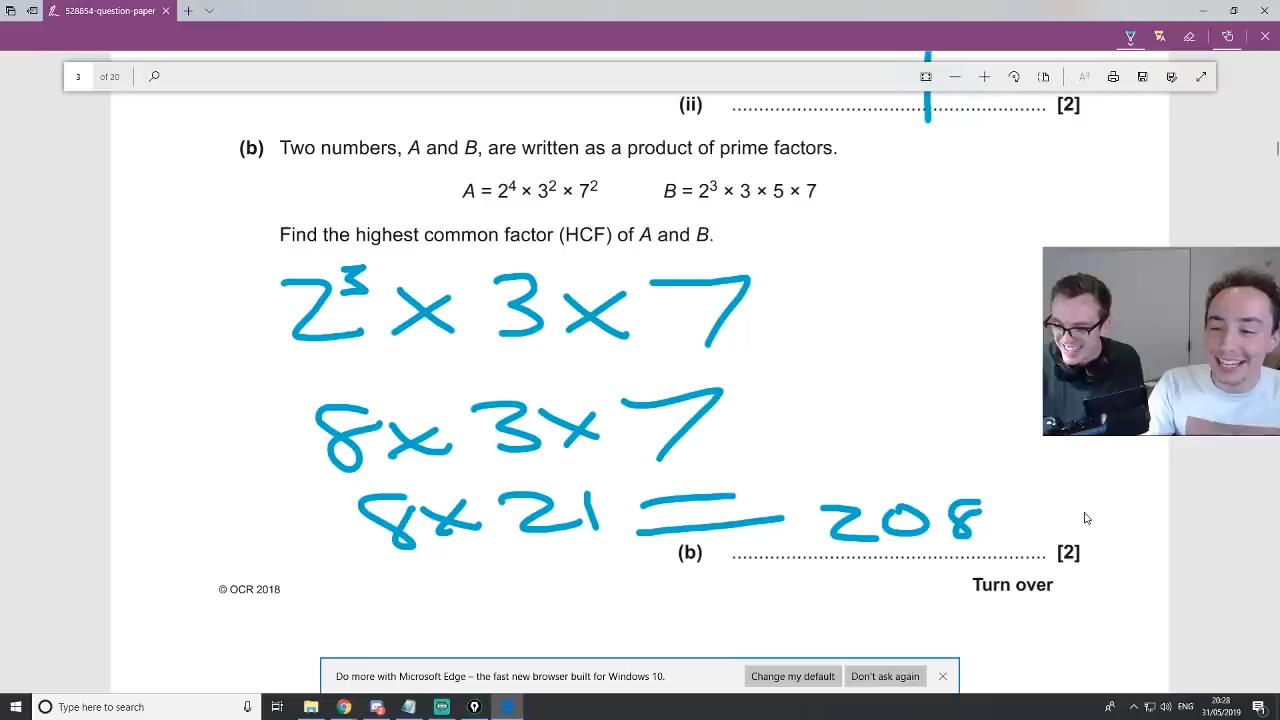 528854-question-paper
3 of 20
(ii) [2]
(b) Two numbers, A and B, are written as a product of prime factors.
A = 2⁴ × 3² × 7² B = 2³ × 3 × 5 × 7
Find the highest common factor (HCF) of A and B.
2³ × 3 × 7
8 × 3 × 7
8 × 21 = 208
(b) [2]
© OCR 2018
Turn over
Do more with Microsoft Edge – the fast new browser built for Windows 10. Change my default Don't ask again
Type here to search
ENG
20:28
21/05/2019